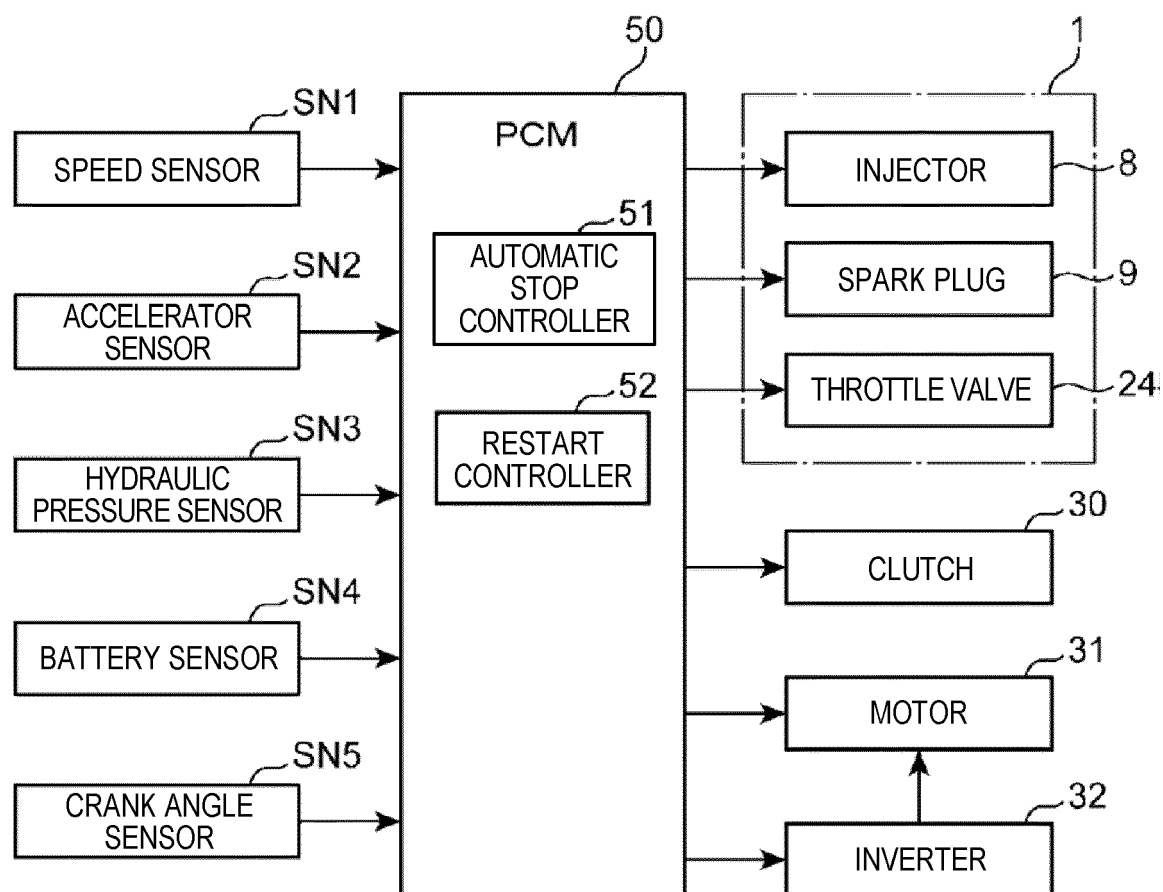 50
1
SN1
SPEED SENSOR
PCM
INJECTOR
8
51
AUTOMATIC
STOP
CONTROLLER
SPARK PLUG
9
SN2
ACCELERATOR
SENSOR
THROTTLE VALVE
24
52
RESTART
CONTROLLER
SN3
HYDRAULIC
PRESSURE SENSOR
30
CLUTCH
SN4
BATTERY SENSOR
31
MOTOR
SN5
CRANK ANGLE
SENSOR
32
INVERTER